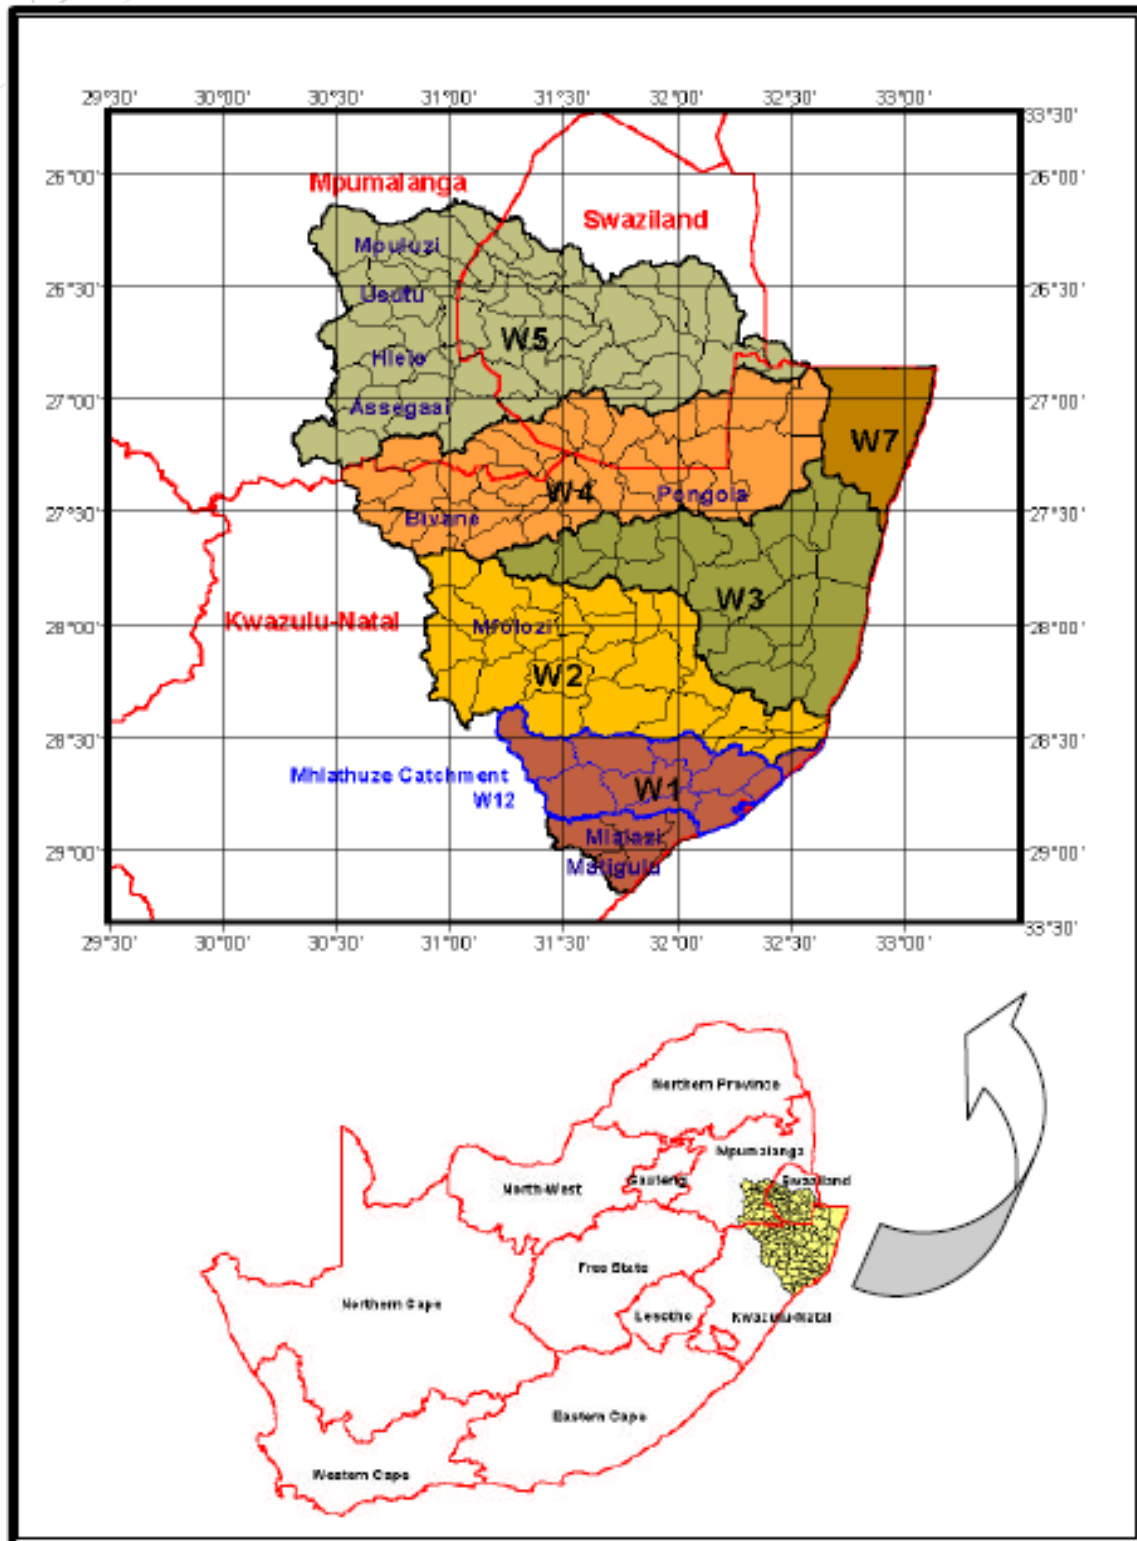 29°30' 30°00' 30°30' 31°00' 31°30' 32°00' 32°30' 33°00'
33°30'
26°00' 26°00'
Mpumalanga
Swaziland
Mpuluzi
26°30' Usutu 26°30'
W5
Hlelo
27°00' Assegaai 27°00'
W7
W4 Pongola
27°30' Bivane 27°30'
W3
28°00' Kwazulu-Natal Mfolozi 28°00'
W2
28°30' 28°30'
Mhlathuze Catchment
W12
W1
Mlalazi
29°00' 29°00'
Matigulu
33°30'
29°30' 30°00' 30°30' 31°00' 31°30' 32°00' 32°30' 33°00'
Northern Province
Mpumalanga
North-West Gauteng Swaziland
Free State
Northern Cape
Lesotho Kwazulu-Natal
Eastern Cape
Western Cape